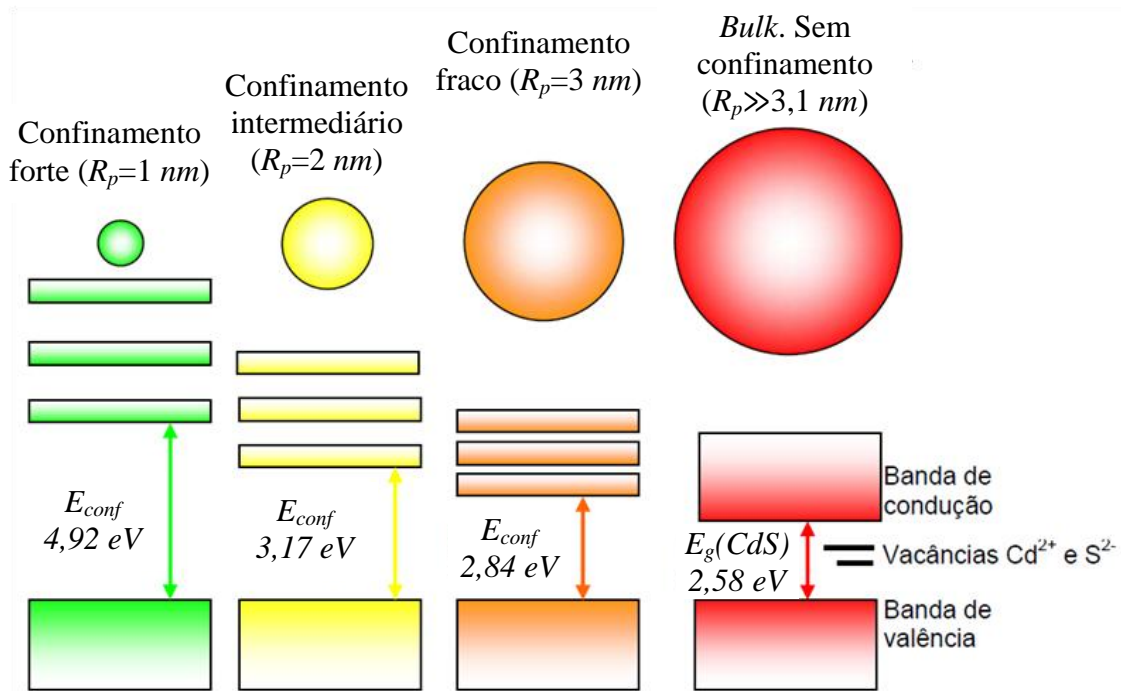 Confinamento
forte (Rp=1 nm)
Confinamento
intermediário
(Rp=2 nm)
Confinamento
fraco (Rp=3 nm)
Bulk. Sem
confinamento
(Rp≫3,1 nm)
Econf
4,92 eV
Econf
3,17 eV
Econf
2,84 eV
Eg(CdS)
2,58 eV
Banda de
condução
Vacâncias Cd²⁺ e S²⁻
Banda de
valência